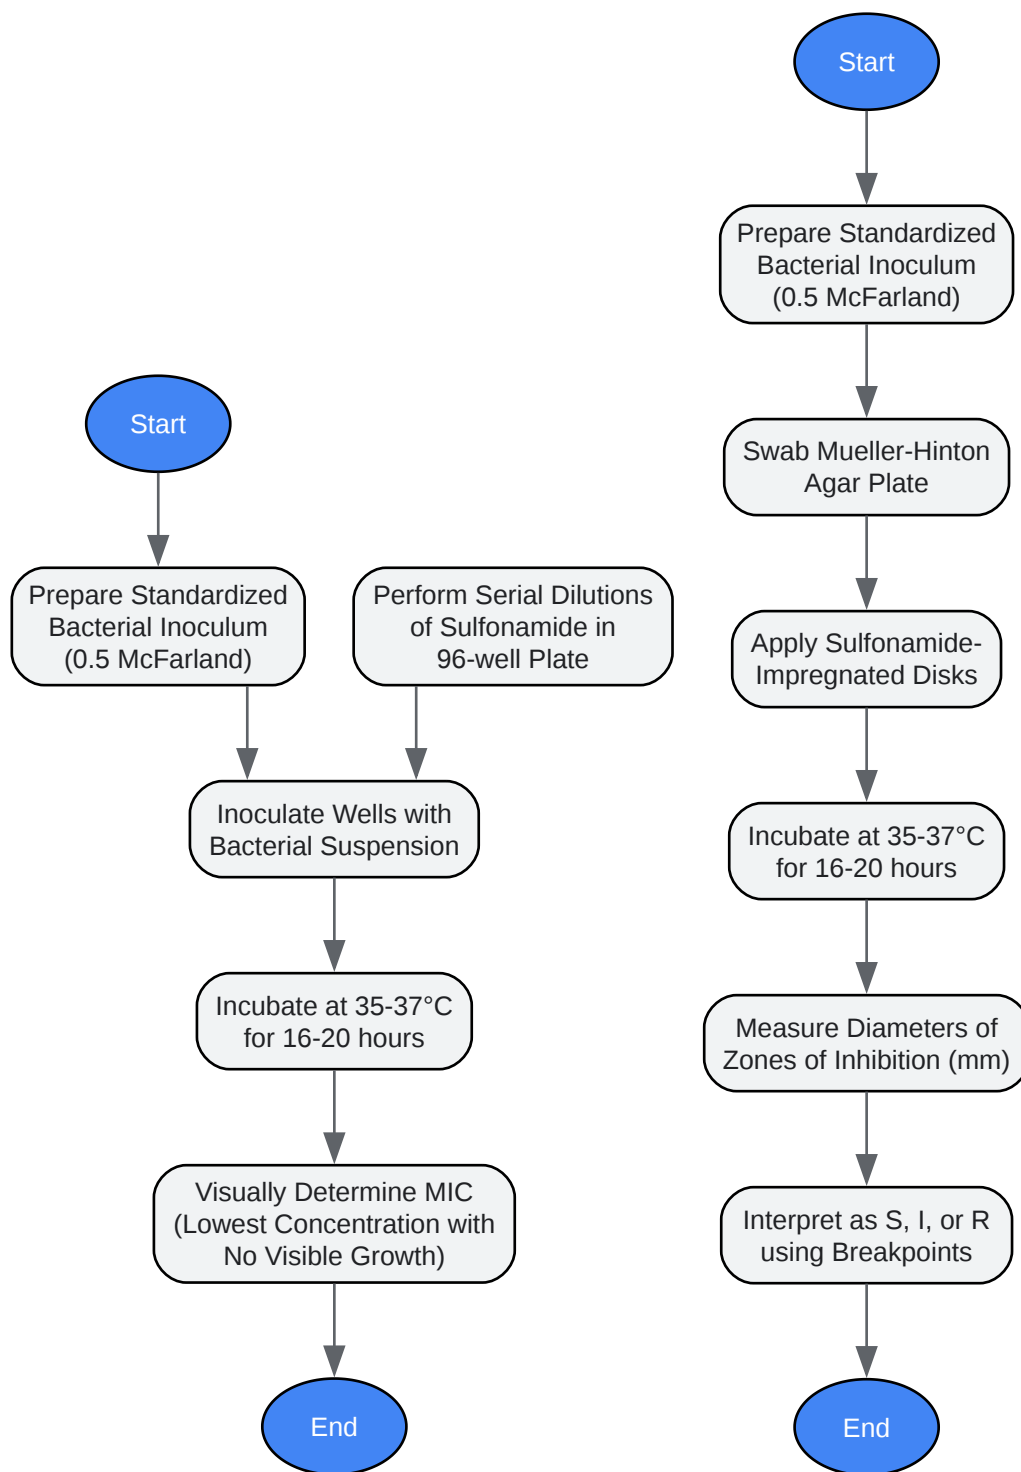 Start
Prepare Standardized
Bacterial Inoculum
(0.5 McFarland)
Perform Serial Dilutions
of Sulfonamide in
96-well Plate
Inoculate Wells with
Bacterial Suspension
Incubate at 35-37°C
for 16-20 hours
Visually Determine MIC
(Lowest Concentration with
No Visible Growth)
End
Start
Prepare Standardized
Bacterial Inoculum
(0.5 McFarland)
Swab Mueller-Hinton
Agar Plate
Apply Sulfonamide-
Impregnated Disks
Incubate at 35-37°C
for 16-20 hours
Measure Diameters of
Zones of Inhibition (mm)
Interpret as S, I, or R
using Breakpoints
End